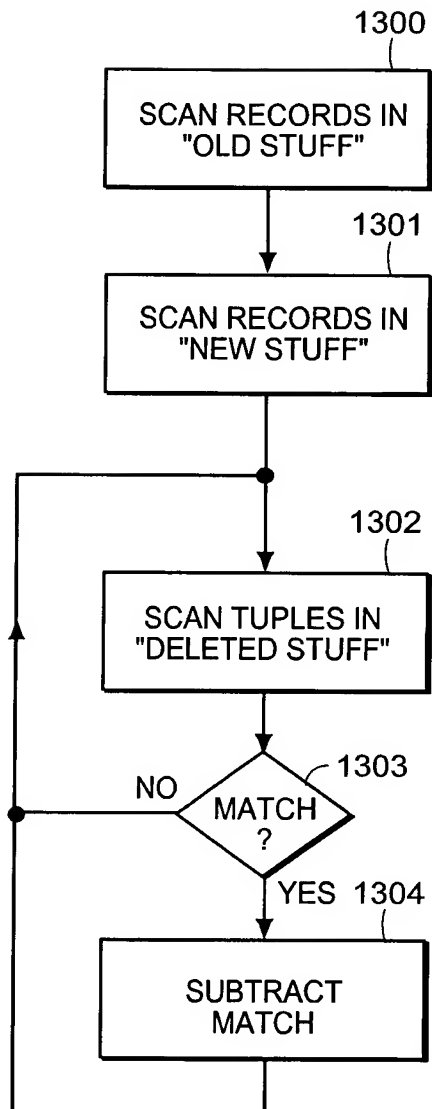 1300
SCAN RECORDS IN
"OLD STUFF"
1301
SCAN RECORDS IN
"NEW STUFF"
1302
SCAN TUPLES IN
"DELETED STUFF"
1303
NO
MATCH
?
YES
1304
SUBTRACT
MATCH